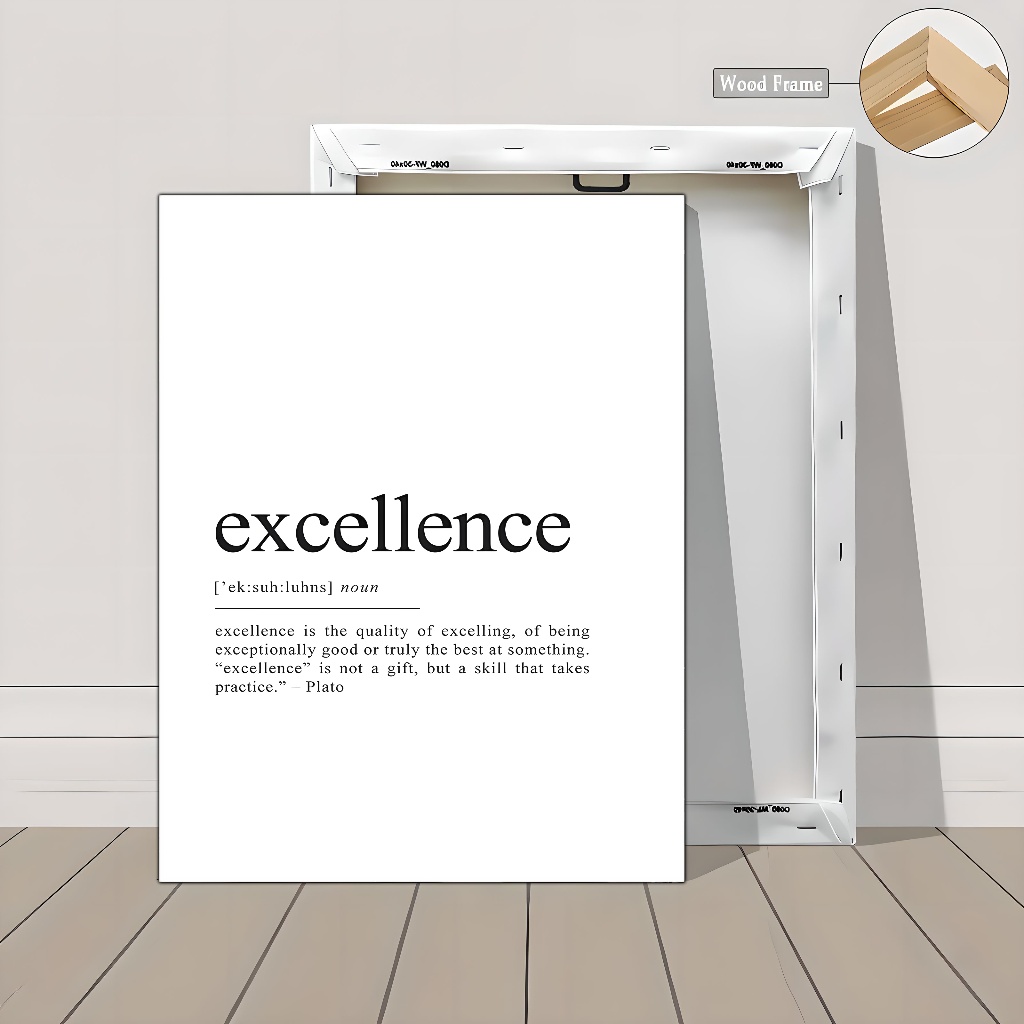 Wood Frame
excellence
[’ek:suh:luhns] noun
excellence is the quality of excelling, of being
exceptionally good or truly the best at something.
“excellence” is not a gift, but a skill that takes
practice.” – Plato